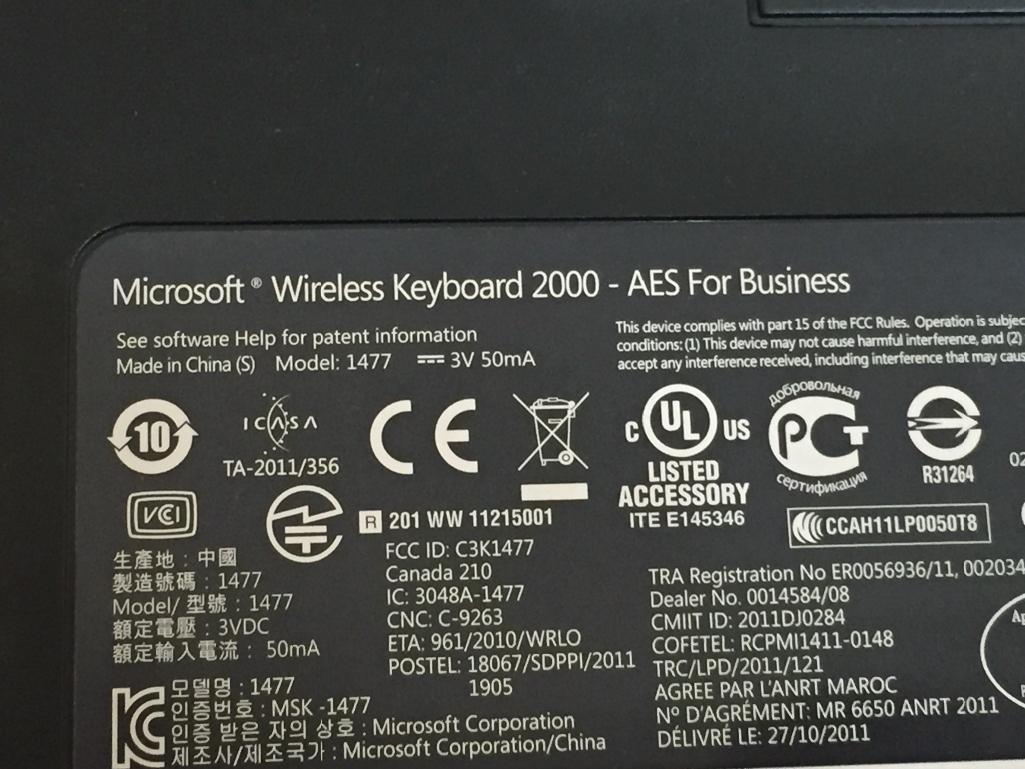 Microsoft® Wireless Keyboard 2000 - AES For Business
See software Help for patent information
Made in China (S) Model: 1477 ⎓ 3V 50mA
This device complies with part 15 of the FCC Rules. Operation is subjec
conditions: (1) This device may not cause harmful interference, and (2)
accept any interference received, including interference that may caus
10
ICASA
TA-2011/356
CE
c UL US
LISTED
ACCESSORY
ITE E145346
добровольная
РСТ
сертификация
R31264
02
VCI
R 201 WW 11215001
CCAH11LP0050T8
生產地 : 中國
製造號碼 : 1477
Model/ 型號 : 1477
額定電壓 : 3VDC
額定輸入電流 : 50mA
FCC ID: C3K1477
Canada 210
IC: 3048A-1477
CNC: C-9263
ETA: 961/2010/WRLO
POSTEL: 18067/SDPPI/2011
1905
TRA Registration No ER0056936/11, 002034
Dealer No. 0014584/08
CMIIT ID: 2011DJ0284
COFETEL: RCPMI1411-0148
TRC/LPD/2011/121
AGREE PAR L'ANRT MAROC
Nº D'AGRÉMENT: MR 6650 ANRT 2011
DÉLIVRÉ LE: 27/10/2011
Ap
모델명 : 1477
인증번호 : MSK -1477
인증 받은 자의 상호 : Microsoft Corporation
제조사/제조국가 : Microsoft Corporation/China